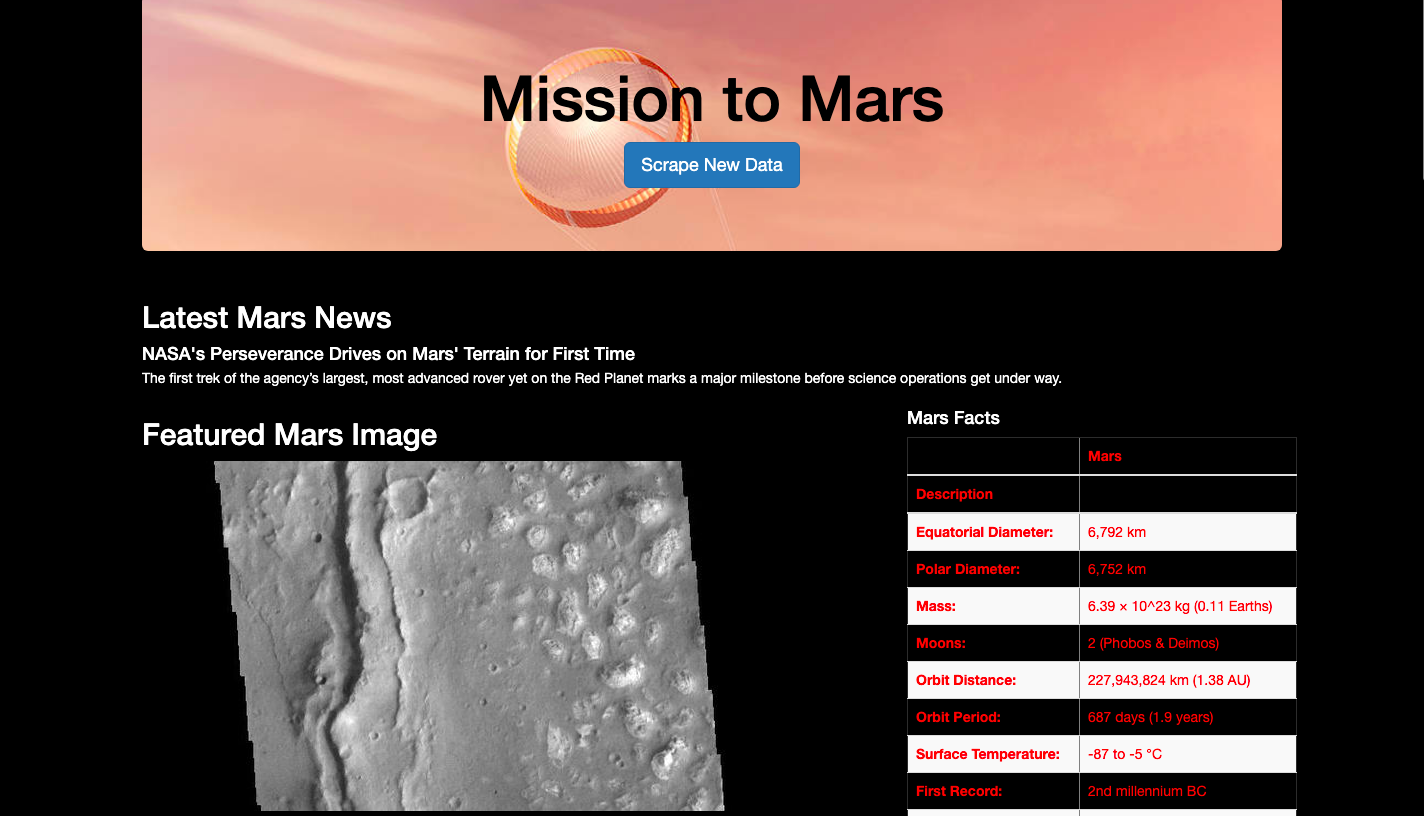 Mission to Mars
Scrape New Data
Latest Mars News
NASA's Perseverance Drives on Mars' Terrain for First Time
The first trek of the agency’s largest, most advanced rover yet on the Red Planet marks a major milestone before science operations get under way.
Featured Mars Image
Mars Facts
Mars
Description
Equatorial Diameter: 6,792 km
Polar Diameter: 6,752 km
Mass: 6.39 × 10^23 kg (0.11 Earths)
Moons: 2 (Phobos & Deimos)
Orbit Distance: 227,943,824 km (1.38 AU)
Orbit Period: 687 days (1.9 years)
Surface Temperature: -87 to -5 °C
First Record: 2nd millennium BC